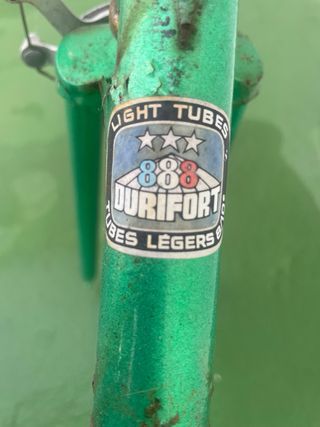 LIGHT TUBES
888
DURIFORT
TUBES LÉGERS